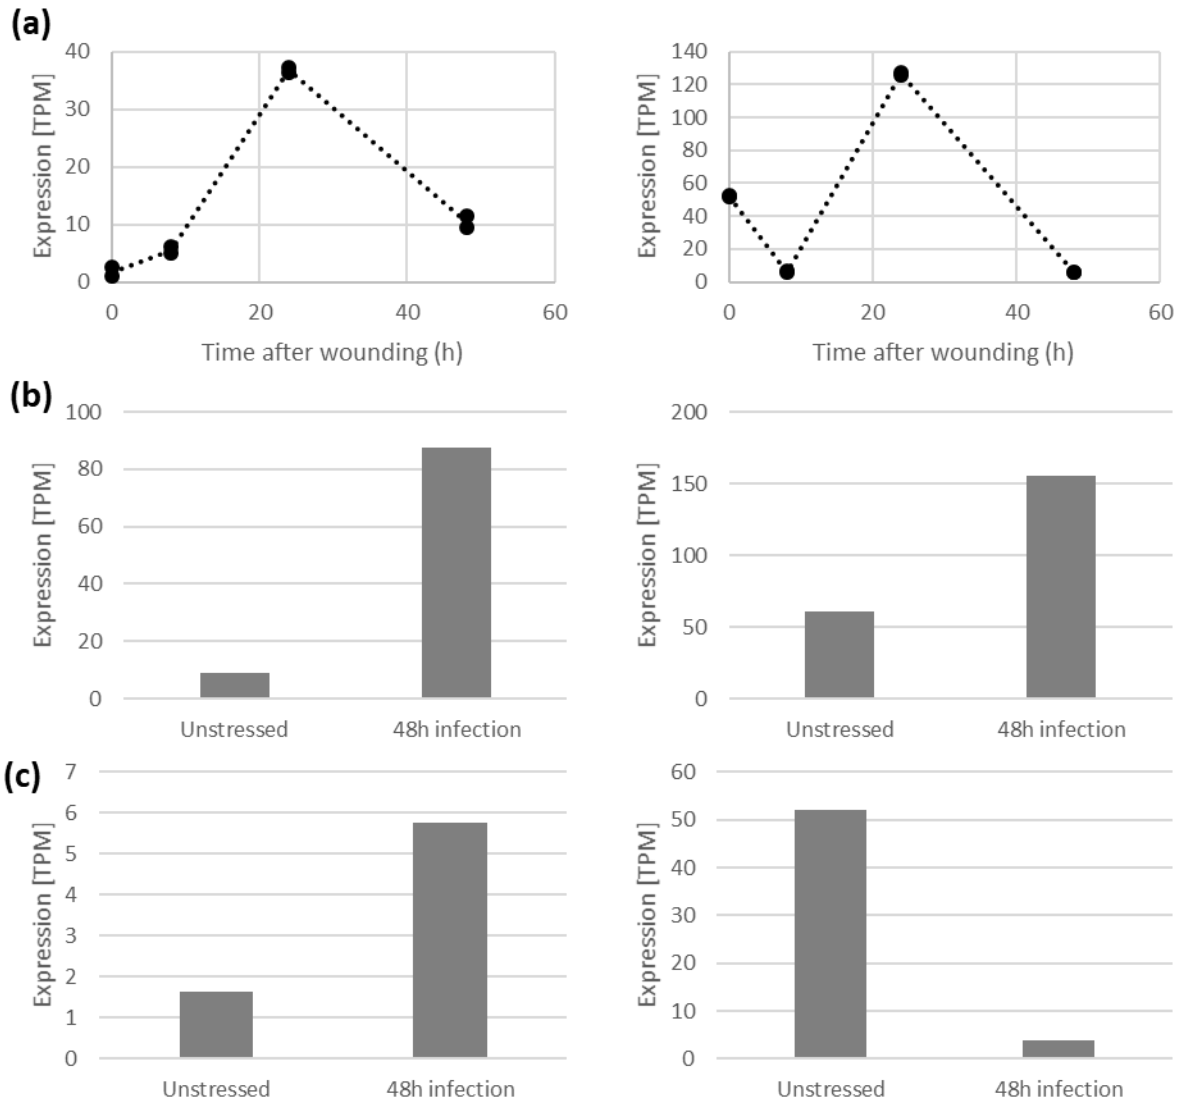 (a)
Expression [TPM]
40
30
20
10
0
0 20 40 60
Time after wounding (h)
Expression [TPM]
140
120
100
80
60
40
20
0
0 20 40 60
Time after wounding (h)
(b)
Expression [TPM]
100
80
60
40
20
0
Unstressed 48h infection
Expression [TPM]
200
150
100
50
0
Unstressed 48h infection
(c)
Expression [TPM]
7
6
5
4
3
2
1
0
Unstressed 48h infection
Expression [TPM]
60
50
40
30
20
10
0
Unstressed 48h infection